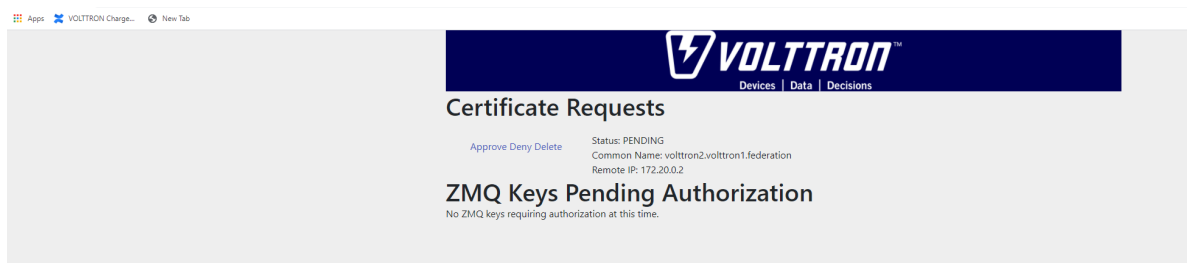 Apps VOLTTRON Charge... New Tab
VOLTTRON™
Devices | Data | Decisions
Certificate Requests
Approve Deny Delete
Status: PENDING
Common Name: volttron2.volttron1.federation
Remote IP: 172.20.0.2
ZMQ Keys Pending Authorization
No ZMQ keys requiring authorization at this time.